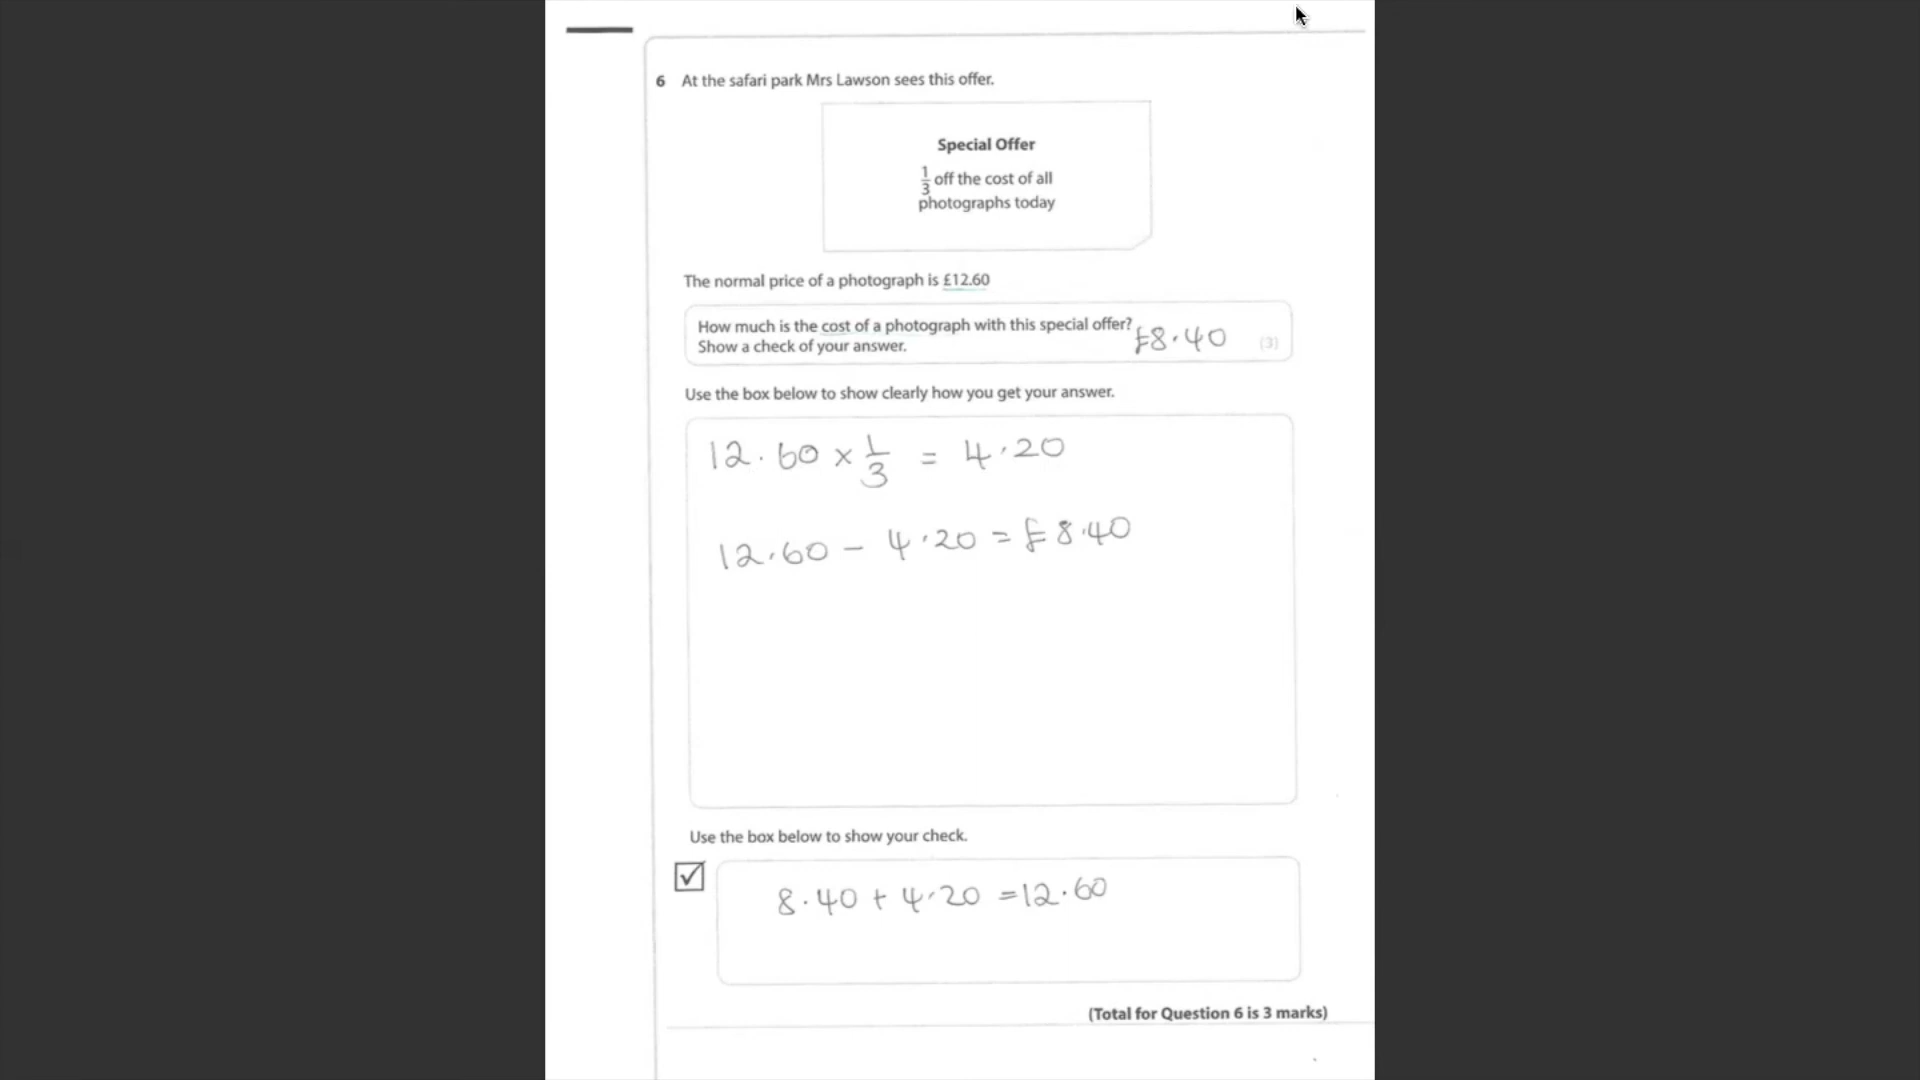 6 At the safari park Mrs Lawson sees this offer.
Special Offer
1/3 off the cost of all
photographs today
The normal price of a photograph is £12.60
How much is the cost of a photograph with this special offer?
Show a check of your answer.
£8.40
(3)
Use the box below to show clearly how you get your answer.
12.60 × 1/3 = 4.20
12.60 – 4.20 = £8.40
Use the box below to show your check.
8.40 + 4.20 = 12.60
(Total for Question 6 is 3 marks)